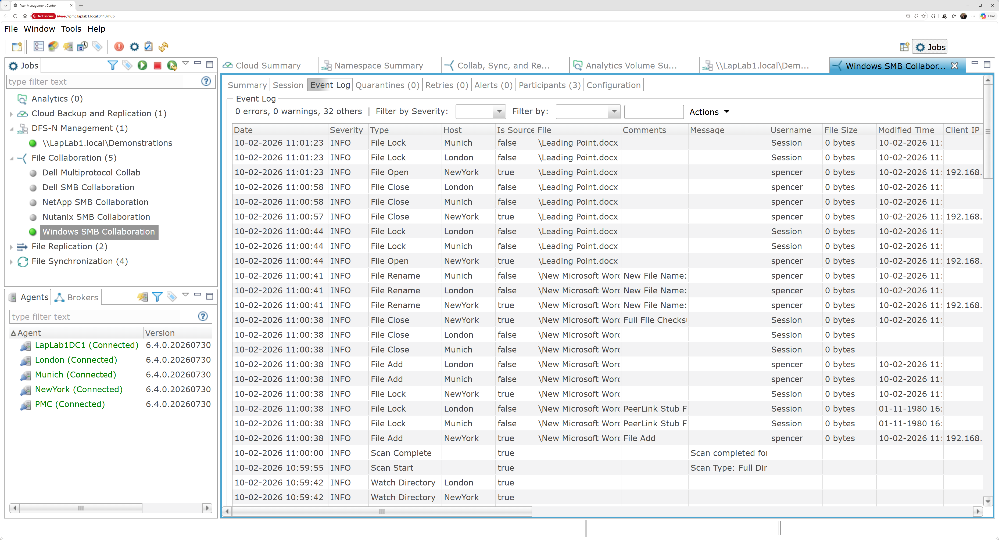 Peer Management Center
Not secure https://pmc.laplab1.local:8443/hub
Chat
File Window Tools Help
Jobs
Jobs
type filter text
Analytics (0)
Cloud Backup and Replication (1)
DFS-N Management (1)
\\LapLab1.local\Demonstrations
File Collaboration (5)
Dell Multiprotocol Collab
Dell SMB Collaboration
NetApp SMB Collaboration
Nutanix SMB Collaboration
Windows SMB Collaboration
File Replication (2)
File Synchronization (4)
Agents Brokers
type filter text
Agent Version
LapLab1DC1 (Connected) 6.4.0.20260730
London (Connected) 6.4.0.20260730
Munich (Connected) 6.4.0.20260730
NewYork (Connected) 6.4.0.20260730
PMC (Connected) 6.4.0.20260730
Cloud Summary Namespace Summary Collab, Sync, and Re... Analytics Volume Su... \\LapLab1.local\Dem... Windows SMB Collabor...
Summary Session Event Log Quarantines (0) Retries (0) Alerts (0) Participants (3) Configuration
Event Log
0 errors, 0 warnings, 32 others | Filter by Severity: Filter by: Actions
Date Severity Type Host Is Source File Comments Message Username File Size Modified Time Client IP
10-02-2026 11:01:23 INFO File Lock Munich false \Leading Point.docx Session 0 bytes 10-02-2026 11:
10-02-2026 11:01:23 INFO File Lock London false \Leading Point.docx Session 0 bytes 10-02-2026 11:
10-02-2026 11:01:23 INFO File Open NewYork true \Leading Point.docx spencer 0 bytes 10-02-2026 11: 192.168.
10-02-2026 11:00:58 INFO File Close London false \Leading Point.docx spencer 0 bytes 10-02-2026 11:
10-02-2026 11:00:58 INFO File Close Munich false \Leading Point.docx spencer 0 bytes 10-02-2026 11:
10-02-2026 11:00:57 INFO File Close NewYork true \Leading Point.docx spencer 0 bytes 10-02-2026 11: 192.168.
10-02-2026 11:00:44 INFO File Lock London false \Leading Point.docx Session 0 bytes 10-02-2026 11:
10-02-2026 11:00:44 INFO File Lock Munich false \Leading Point.docx Session 0 bytes 10-02-2026 11:
10-02-2026 11:00:44 INFO File Open NewYork true \Leading Point.docx spencer 0 bytes 10-02-2026 11: 192.168.
10-02-2026 11:00:41 INFO File Rename Munich false \New Microsoft Word New File Name: spencer 0 bytes 10-02-2026 11:
10-02-2026 11:00:41 INFO File Rename London false \New Microsoft Word New File Name: spencer 0 bytes 10-02-2026 11:
10-02-2026 11:00:41 INFO File Rename NewYork true \New Microsoft Word New File Name: spencer 0 bytes 10-02-2026 11: 192.168.
10-02-2026 11:00:38 INFO File Close NewYork true \New Microsoft Word Full File Checks Session 0 bytes 10-02-2026 11:
10-02-2026 11:00:38 INFO File Close London false \New Microsoft Word Session 0 bytes
10-02-2026 11:00:38 INFO File Close Munich false \New Microsoft Word Session 0 bytes
10-02-2026 11:00:38 INFO File Add London false \New Microsoft Word spencer 0 bytes 10-02-2026 11:
10-02-2026 11:00:38 INFO File Add Munich false \New Microsoft Word spencer 0 bytes 10-02-2026 11:
10-02-2026 11:00:38 INFO File Lock NewYork true \New Microsoft Word Session 0 bytes 10-02-2026 11:
10-02-2026 11:00:38 INFO File Lock London false \New Microsoft Word PeerLink Stub F Session 0 bytes 01-11-1980 16:
10-02-2026 11:00:38 INFO File Lock Munich false \New Microsoft Word PeerLink Stub F Session 0 bytes 01-11-1980 16:
10-02-2026 11:00:38 INFO File Add NewYork true \New Microsoft Word File Add spencer 0 bytes 10-02-2026 11: 192.168.
10-02-2026 11:00:00 INFO Scan Complete true Scan completed for
10-02-2026 10:59:55 INFO Scan Start true Scan Type: Full Dir
10-02-2026 10:59:42 INFO Watch Directory London true
10-02-2026 10:59:42 INFO Watch Directory NewYork true